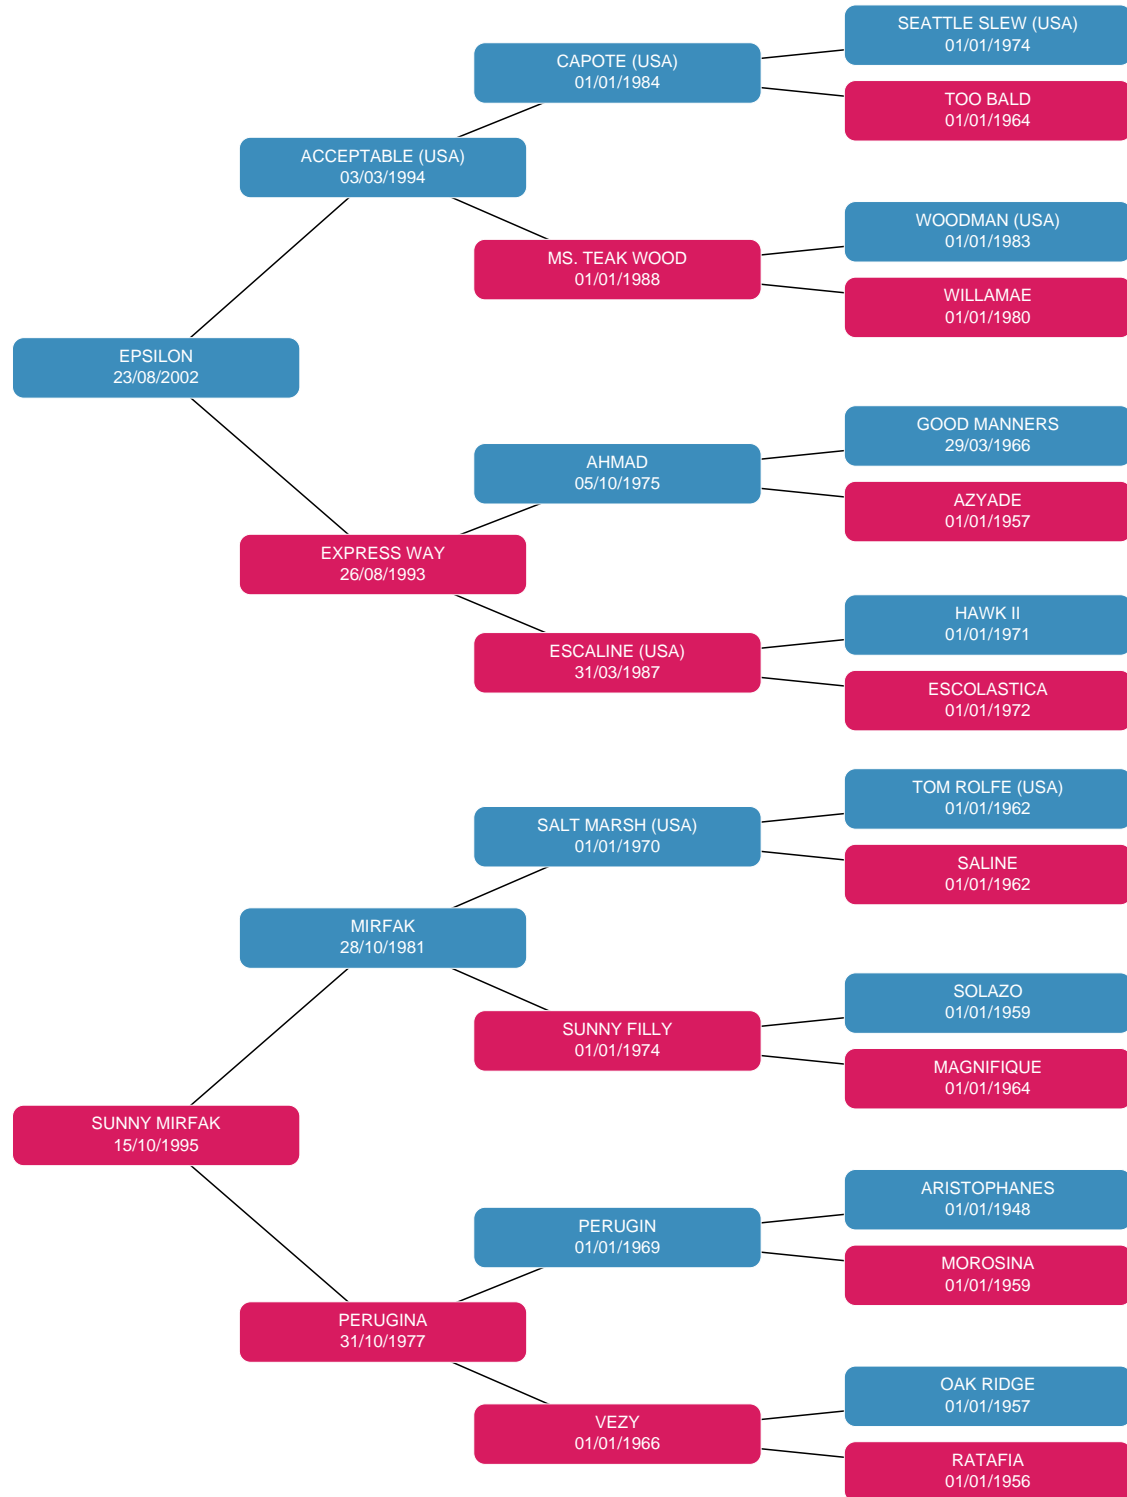 SEATTLE SLEW (USA)
01/01/1974
CAPOTE (USA)
01/01/1984
TOO BALD
01/01/1964
ACCEPTABLE (USA)
03/03/1994
WOODMAN (USA)
01/01/1983
MS. TEAK WOOD
01/01/1988
WILLAMAE
01/01/1980
EPSILON
23/08/2002
GOOD MANNERS
29/03/1966
AHMAD
05/10/1975
AZYADE
01/01/1957
EXPRESS WAY
26/08/1993
HAWK II
01/01/1971
ESCALINE (USA)
31/03/1987
ESCOLASTICA
01/01/1972
TOM ROLFE (USA)
01/01/1962
SALT MARSH (USA)
01/01/1970
SALINE
01/01/1962
MIRFAK
28/10/1981
SOLAZO
01/01/1959
SUNNY FILLY
01/01/1974
MAGNIFIQUE
01/01/1964
SUNNY MIRFAK
15/10/1995
ARISTOPHANES
01/01/1948
PERUGIN
01/01/1969
MOROSINA
01/01/1959
PERUGINA
31/10/1977
OAK RIDGE
01/01/1957
VEZY
01/01/1966
RATAFIA
01/01/1956